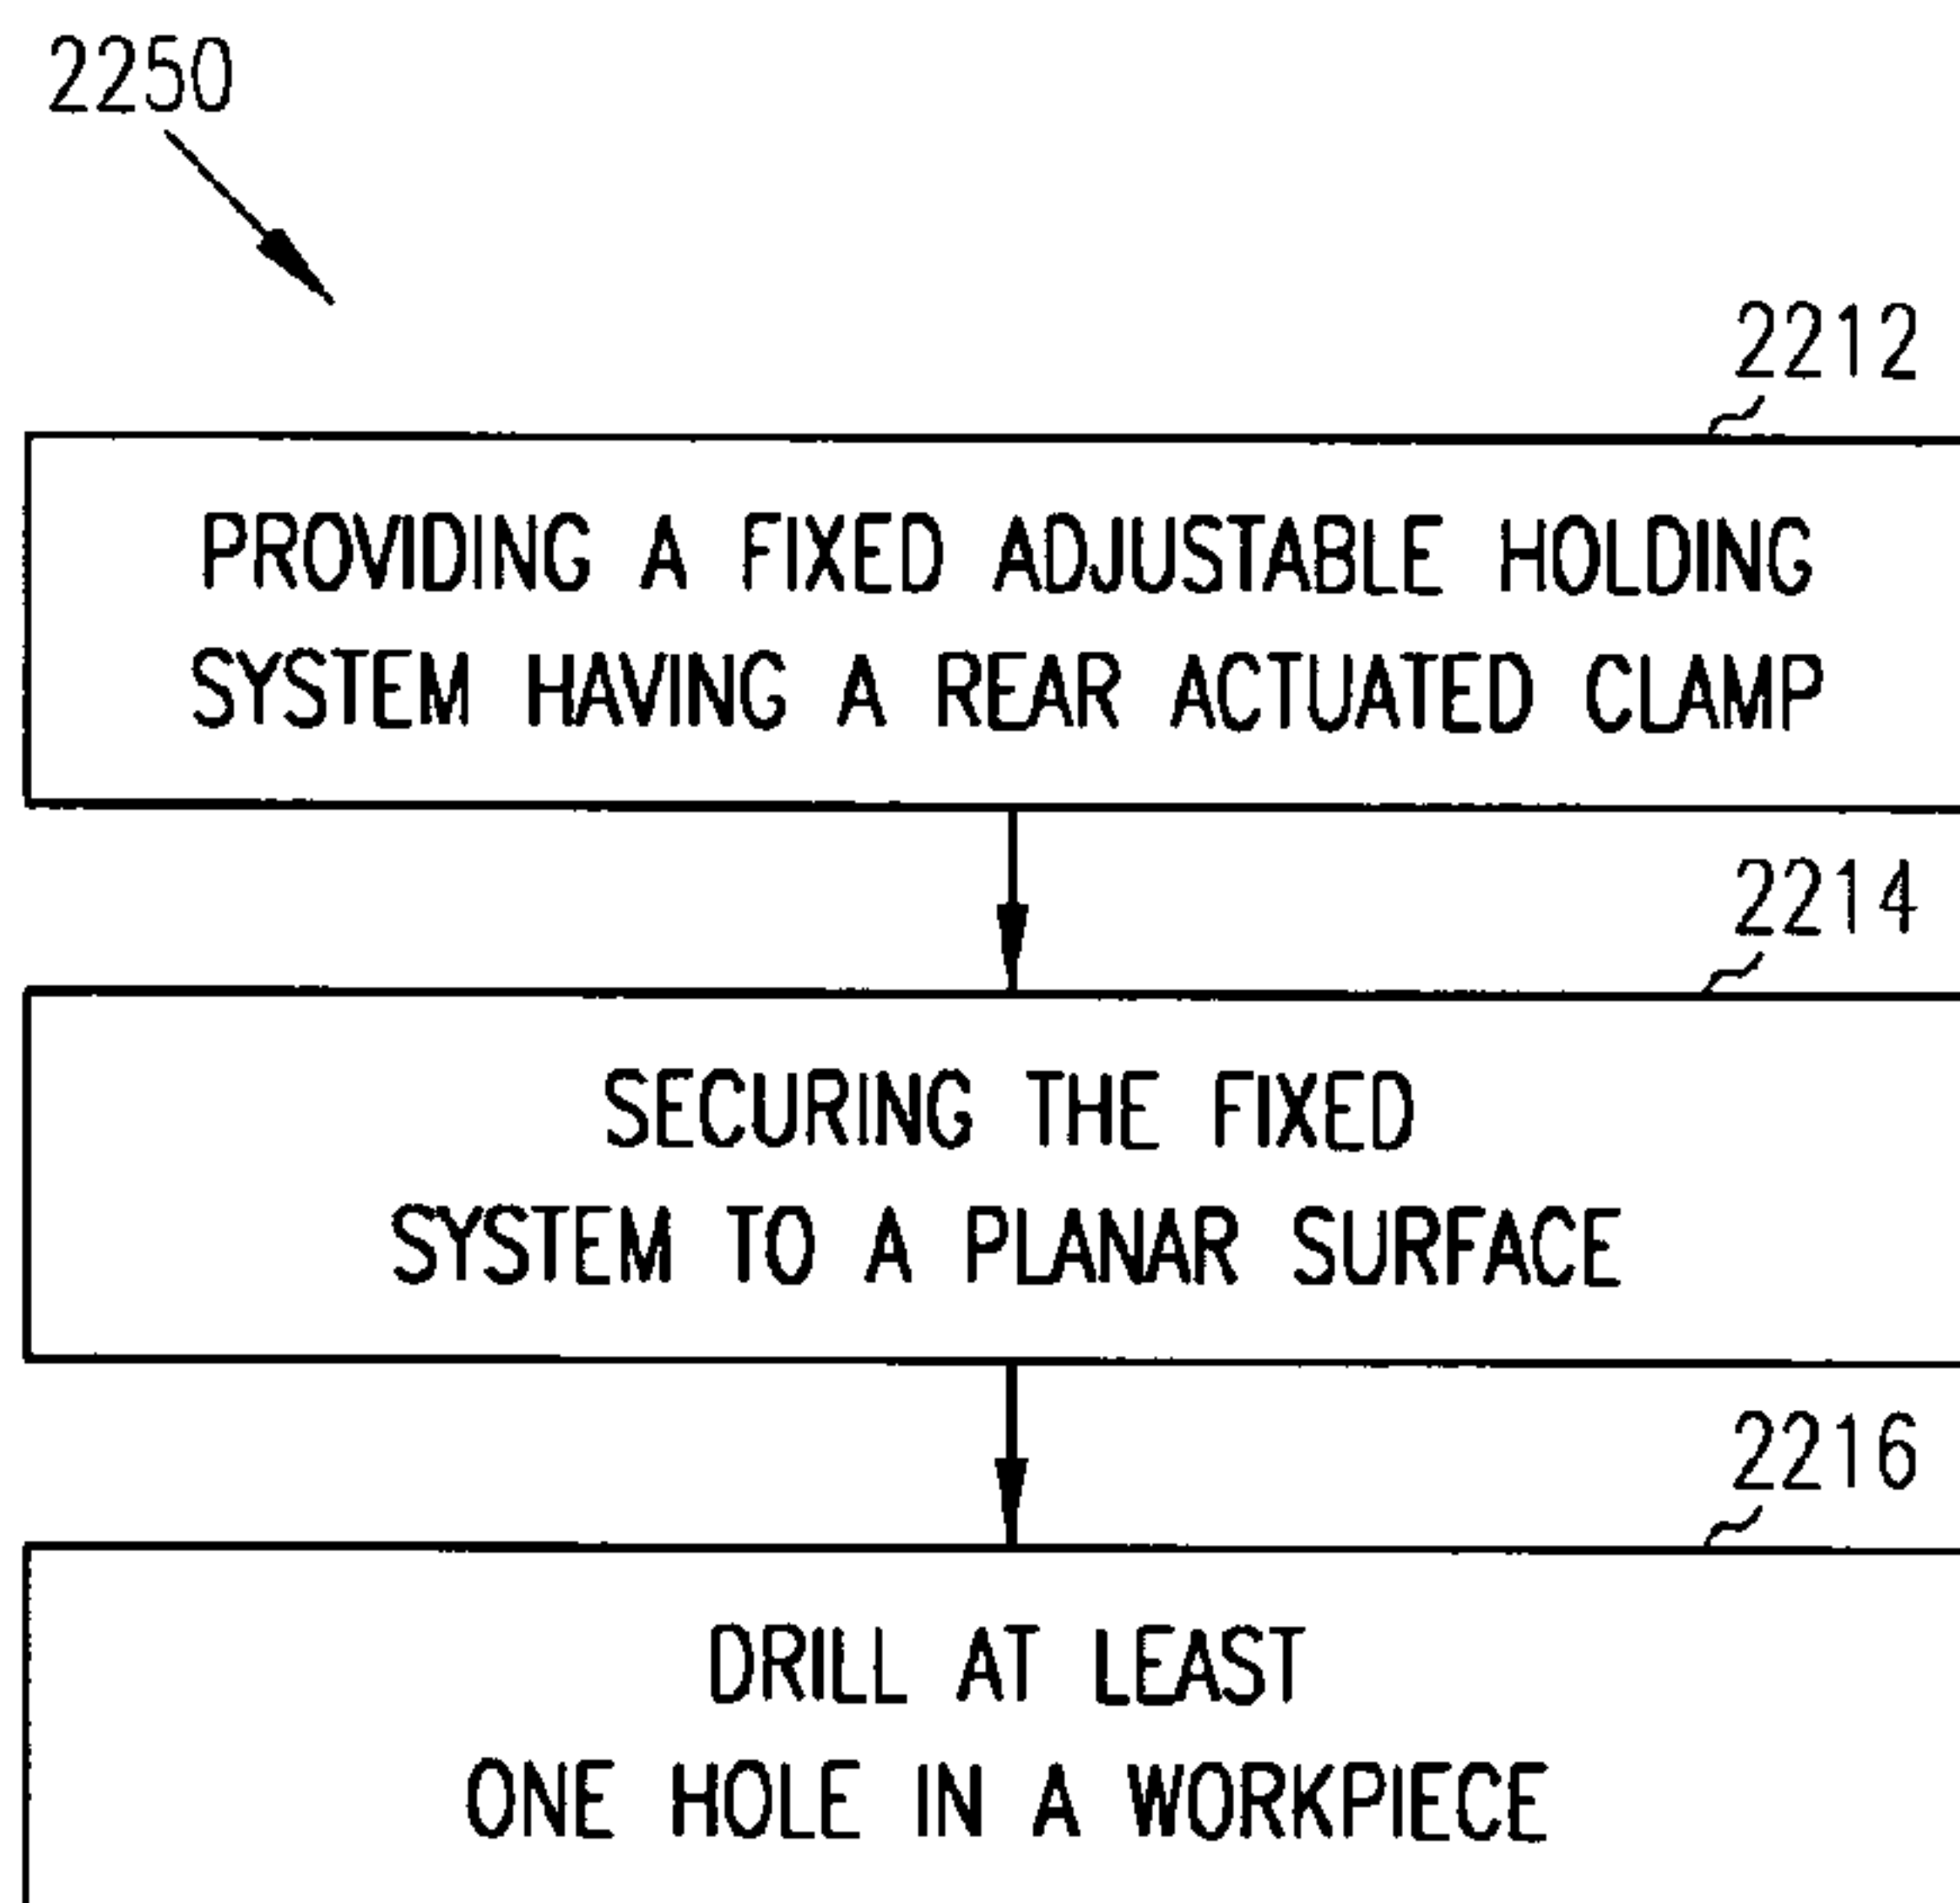 2250
2212
PROVIDING A FIXED ADJUSTABLE HOLDING
SYSTEM HAVING A REAR ACTUATED CLAMP
2214
SECURING THE FIXED
SYSTEM TO A PLANAR SURFACE
2216
DRILL AT LEAST
ONE HOLE IN A WORKPIECE